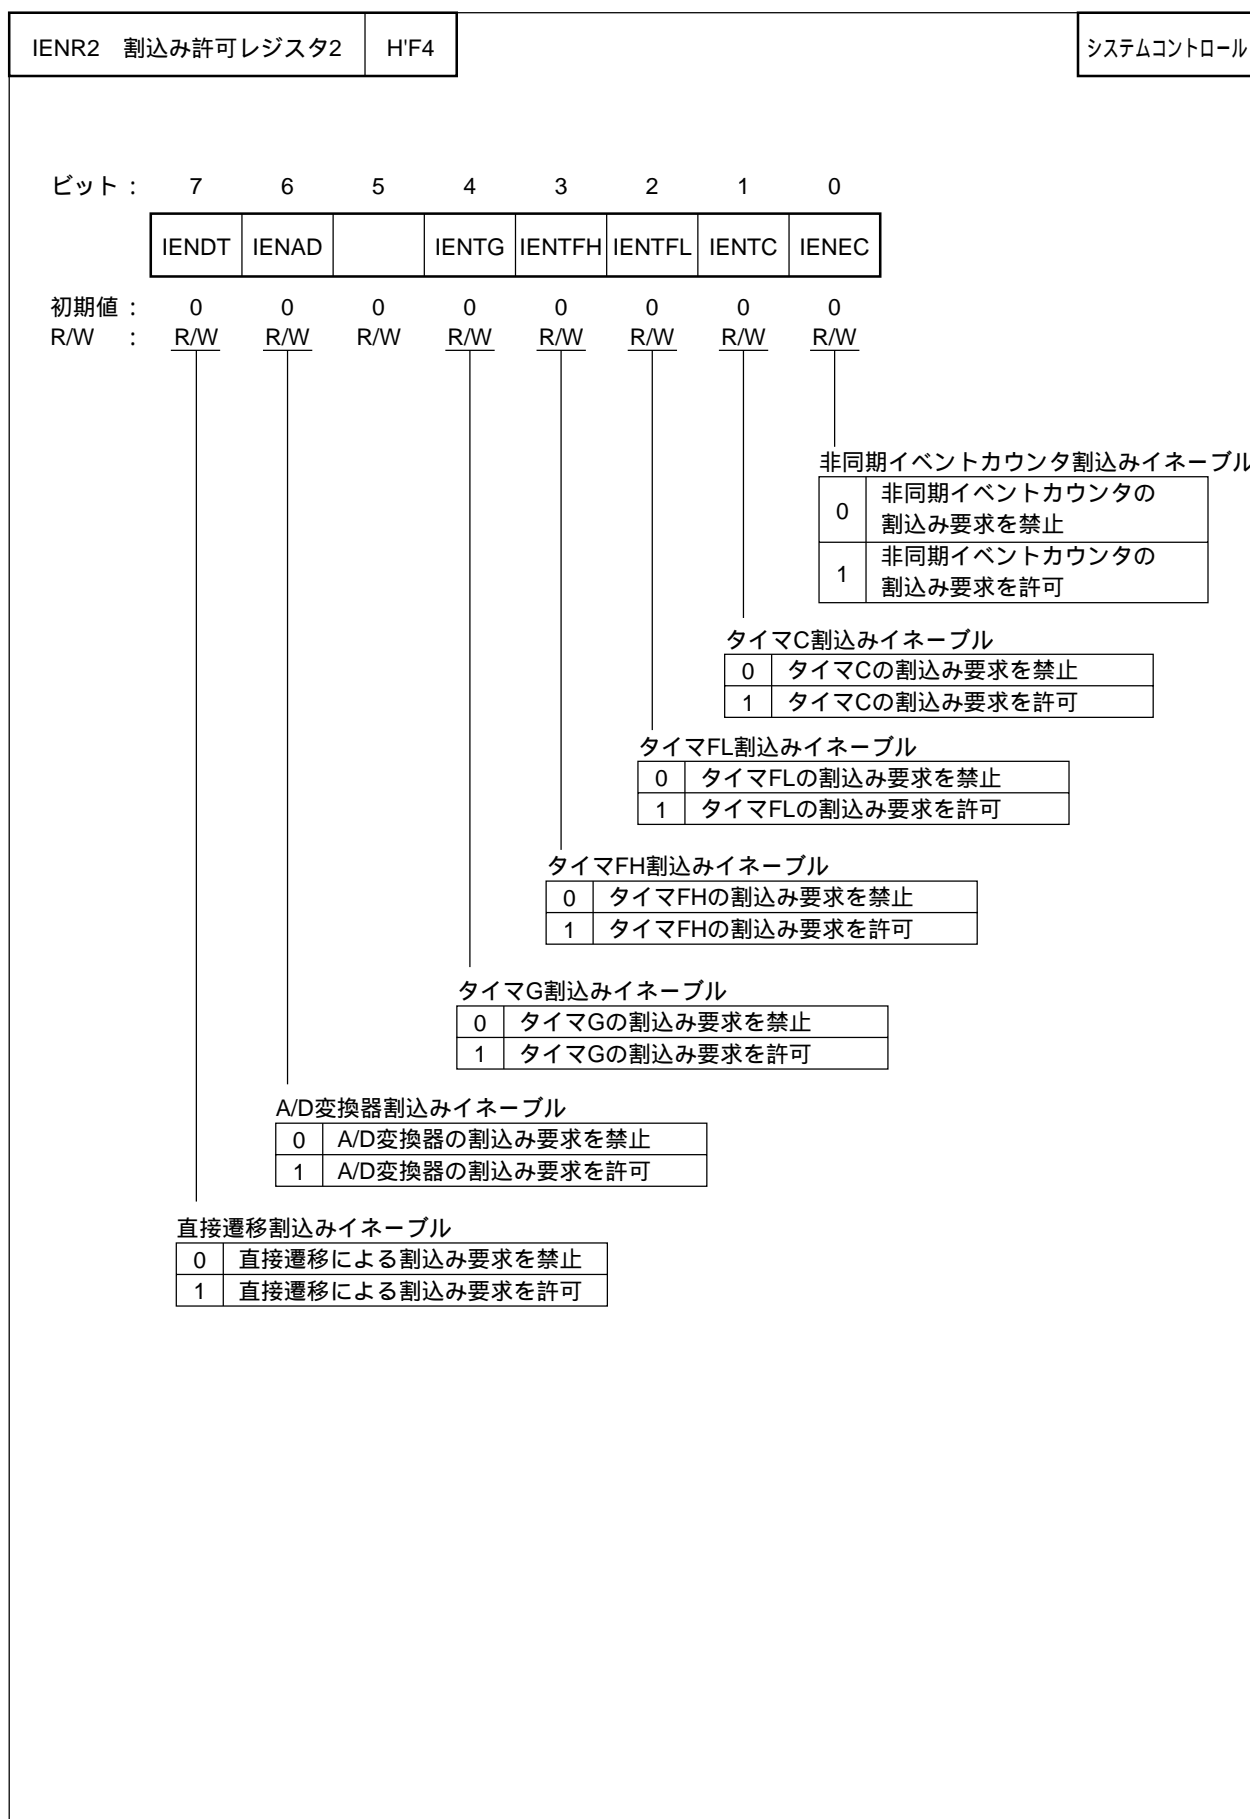 IENR2 割込み許可レジスタ2 H'F4 システムコントロール
ビット : 7 6 5 4 3 2 1 0
IENDT IENAD IENTG IENTFH IENTFL IENTC IENEC
初期値 : 0 0 0 0 0 0 0 0
R/W : R/W R/W R/W R/W R/W R/W R/W R/W
非同期イベントカウンタ割込みイネーブル
0 非同期イベントカウンタの
割込み要求を禁止
1 非同期イベントカウンタの
割込み要求を許可
タイマC割込みイネーブル
0 タイマCの割込み要求を禁止
1 タイマCの割込み要求を許可
タイマFL割込みイネーブル
0 タイマFLの割込み要求を禁止
1 タイマFLの割込み要求を許可
タイマFH割込みイネーブル
0 タイマFHの割込み要求を禁止
1 タイマFHの割込み要求を許可
タイマG割込みイネーブル
0 タイマGの割込み要求を禁止
1 タイマGの割込み要求を許可
A/D変換器割込みイネーブル
0 A/D変換器の割込み要求を禁止
1 A/D変換器の割込み要求を許可
直接遷移割込みイネーブル
0 直接遷移による割込み要求を禁止
1 直接遷移による割込み要求を許可